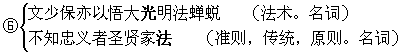 ⑥{文少保亦以悟大光明法蝉蜕 （法术。名词）
不知忠义者圣贤家法 （准则，传统，原则。名词）